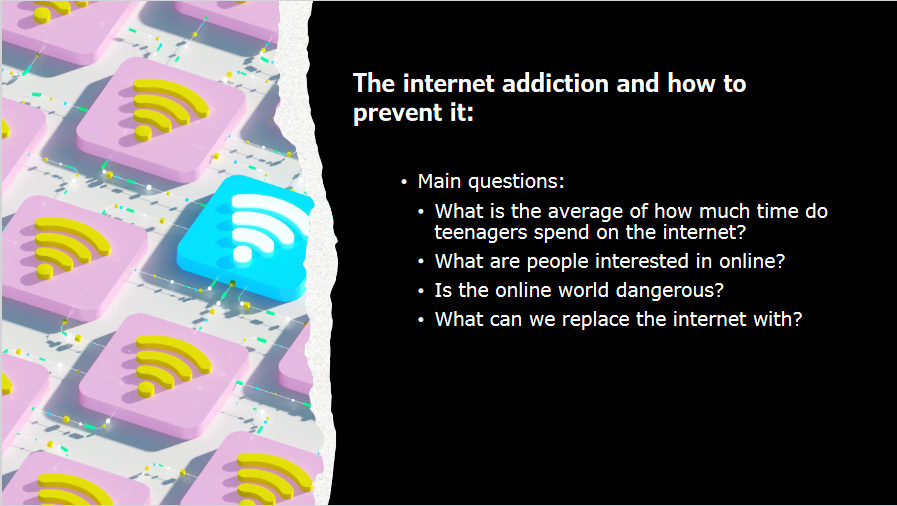 The internet addiction and how to
prevent it:
• Main questions:
• What is the average of how much time do
teenagers spend on the internet?
• What are people interested in online?
• Is the online world dangerous?
• What can we replace the internet with?